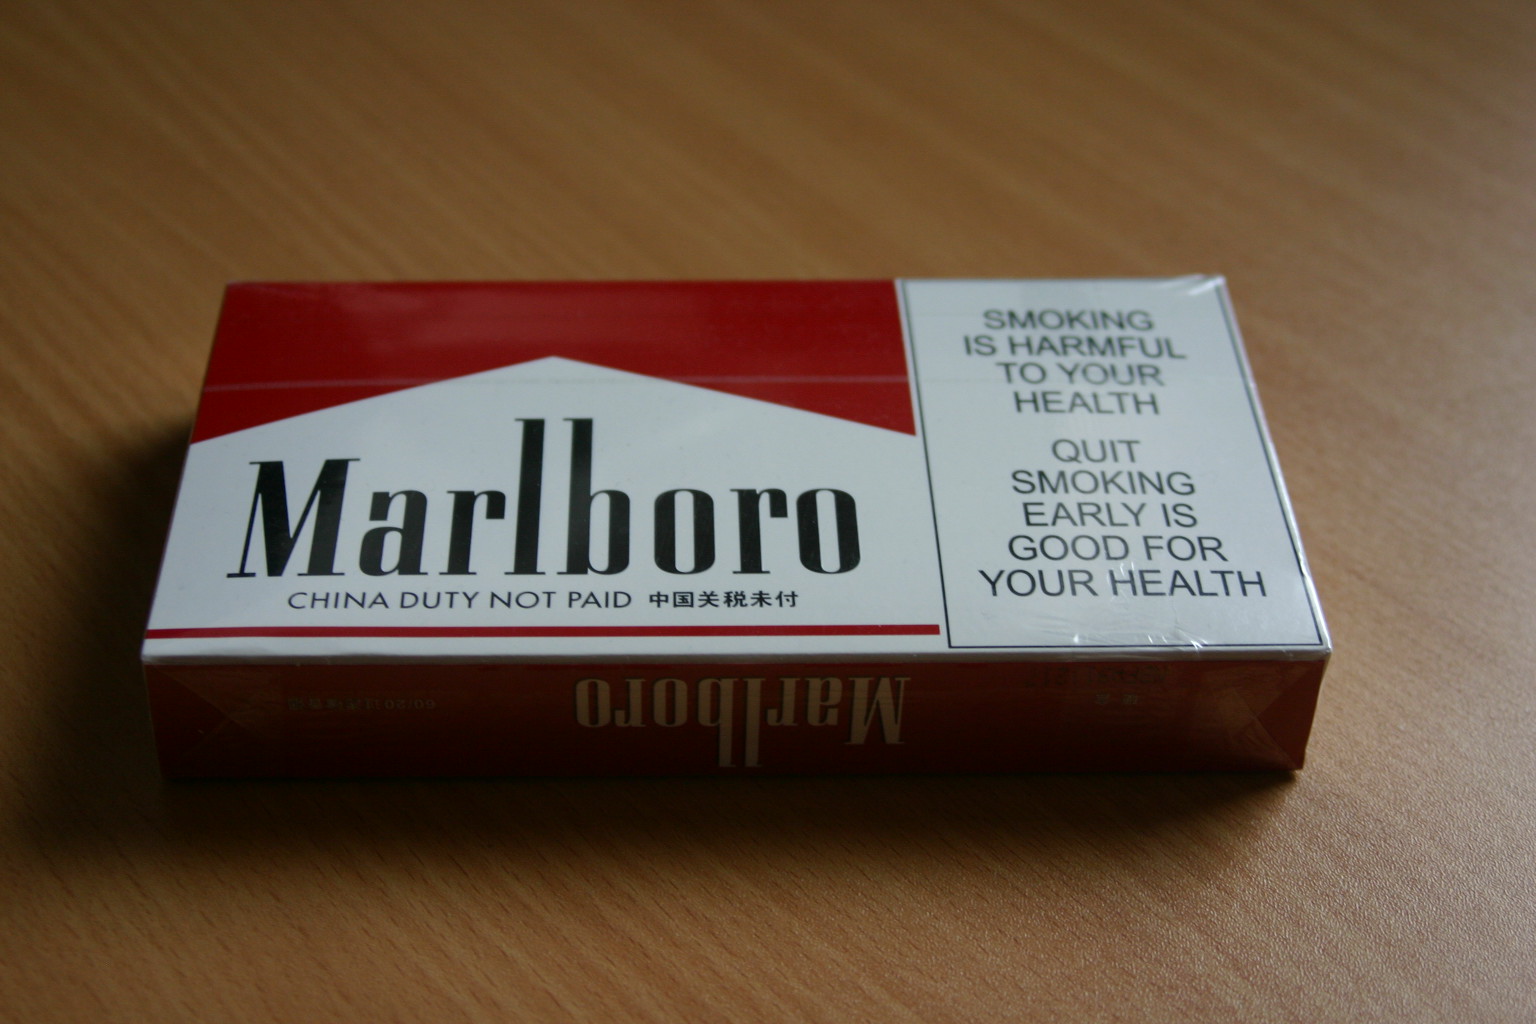 Marlboro
CHINA DUTY NOT PAID 中国关税未付
SMOKING
IS HARMFUL
TO YOUR
HEALTH
QUIT
SMOKING
EARLY IS
GOOD FOR
YOUR HEALTH
Marlboro